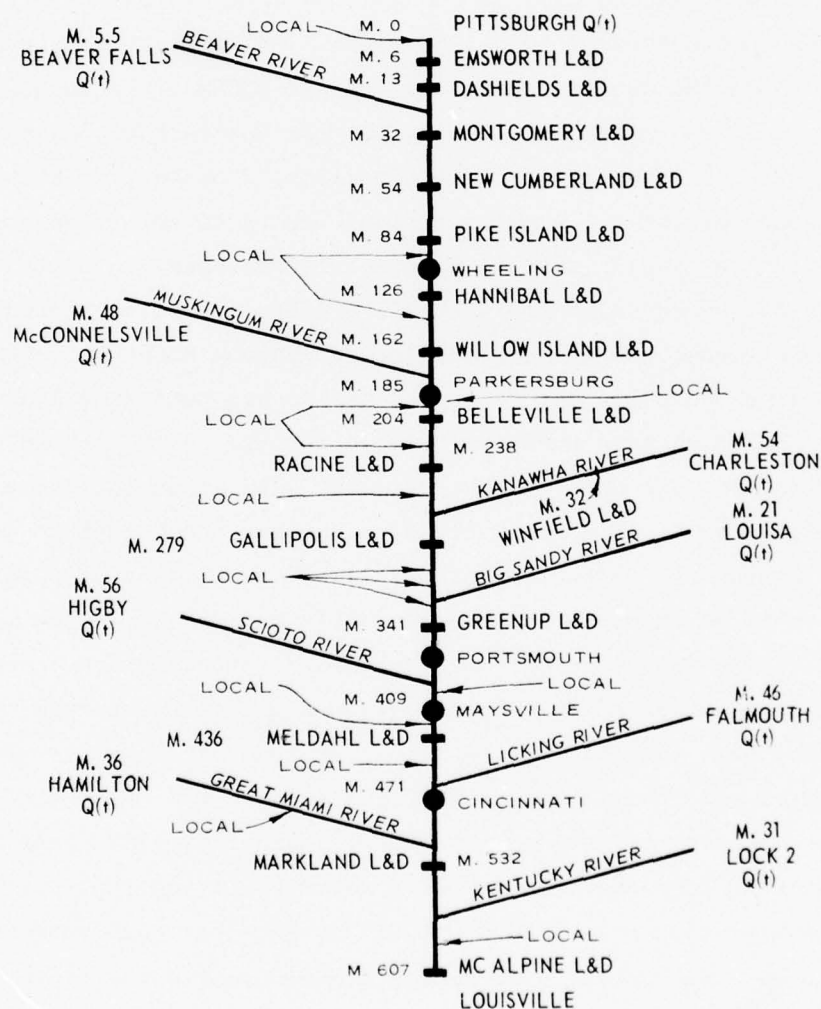 LOCAL M. 0 PITTSBURGH Q(t)
M. 5.5
BEAVER FALLS
Q(t)
BEAVER RIVER
M. 6 EMSWORTH L&D
M. 13 DASHIELDS L&D
M 32 MONTGOMERY L&D
M. 54 NEW CUMBERLAND L&D
M. 84 PIKE ISLAND L&D
LOCAL
WHEELING
M. 126 HANNIBAL L&D
M. 48
McCONNELSVILLE
Q(t)
MUSKINGUM RIVER
M. 162 WILLOW ISLAND L&D
M. 185 PARKERSBURG
LOCAL
LOCAL M. 204 BELLEVILLE L&D
M. 238
RACINE L&D
M. 54
CHARLESTON
Q(t)
KANAWHA RIVER
M. 32
WINFIELD L&D
LOCAL
M. 279 GALLIPOLIS L&D
M. 21
LOUISA
Q(t)
BIG SANDY RIVER
LOCAL
M. 56
HIGBY
Q(t)
SCIOTO RIVER
M. 341 GREENUP L&D
PORTSMOUTH
LOCAL
LOCAL
M. 409 MAYSVILLE
M. 436 MELDAHL L&D
M. 46
FALMOUTH
Q(t)
LICKING RIVER
LOCAL
M. 36
HAMILTON
Q(t)
GREAT MIAMI RIVER
LOCAL
M. 471 CINCINNATI
MARKLAND L&D M. 532
M. 31
LOCK 2
Q(t)
KENTUCKY RIVER
LOCAL
M 607 MC ALPINE L&D
LOUISVILLE